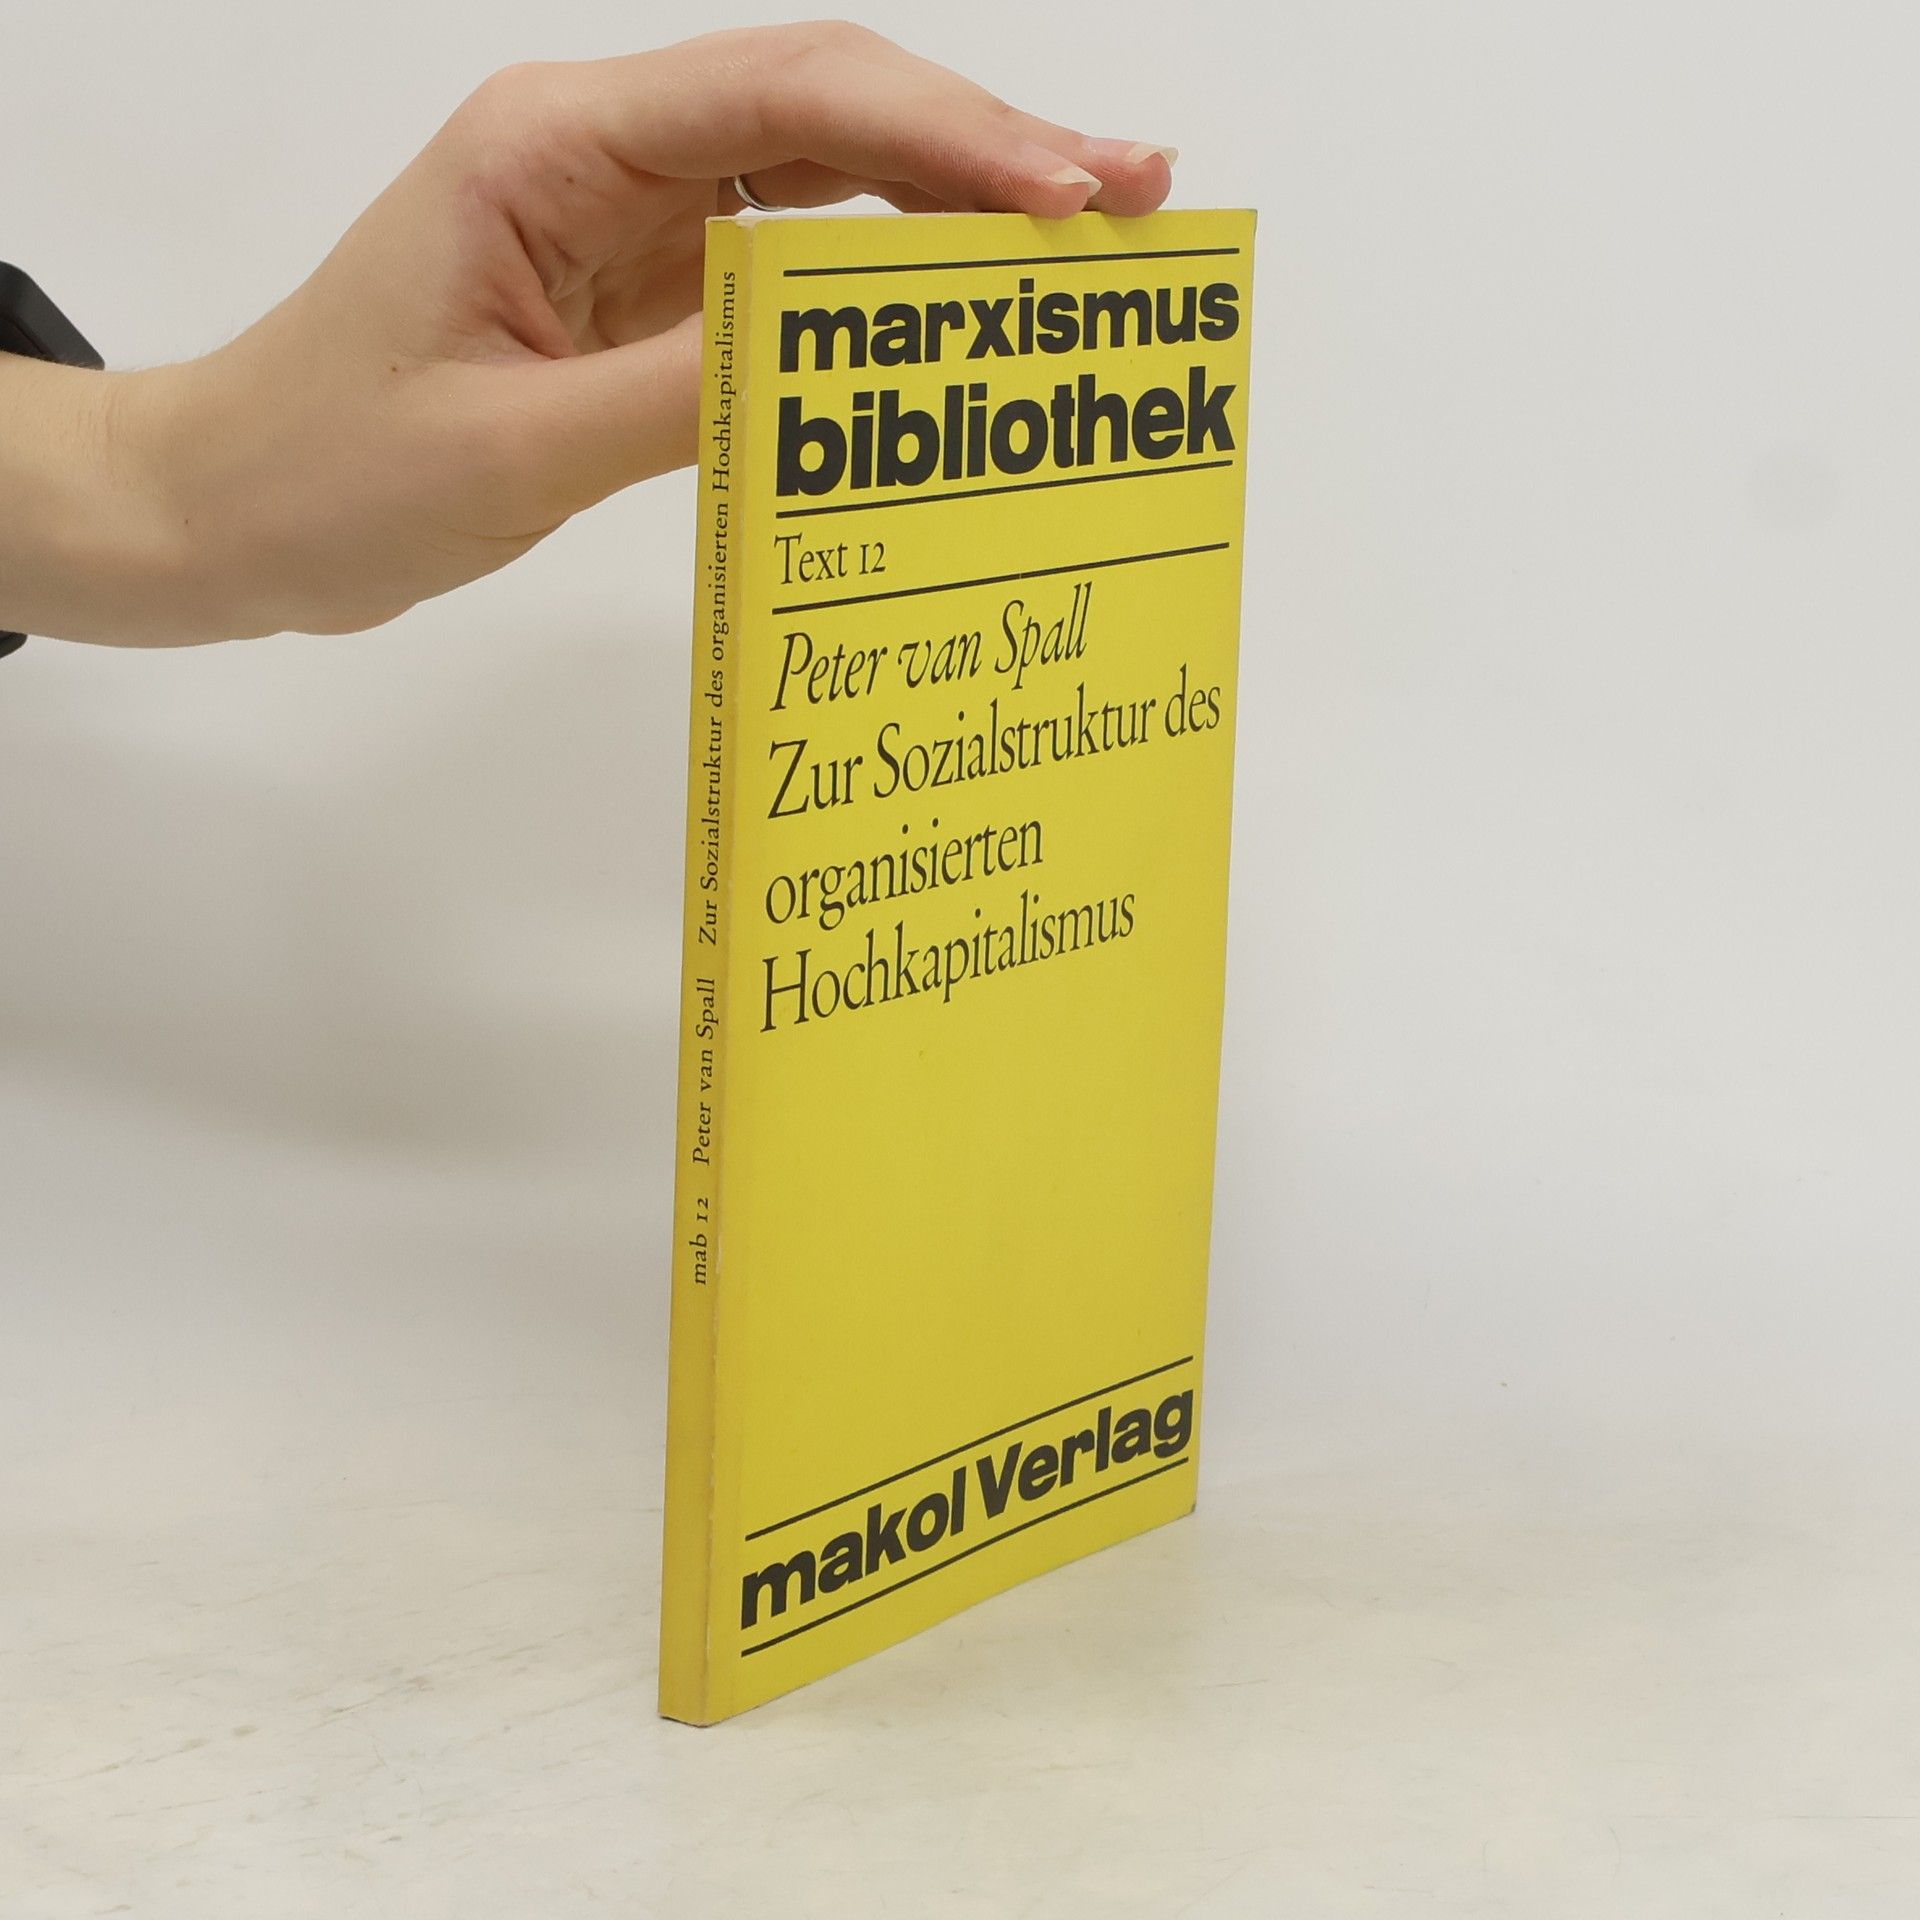 marxismus
bibliothek
Text 12
Peter van Spall
Zur Sozialstruktur des
organisierten
Hochkapitalismus
makol Verlag
mab 12 Peter van Spall Zur Sozialstruktur des organisierten Hochkapitalismus